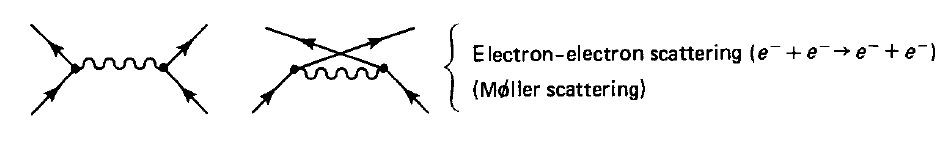 Electron-electron scattering (e⁻ + e⁻ → e⁻ + e⁻)
(Møller scattering)